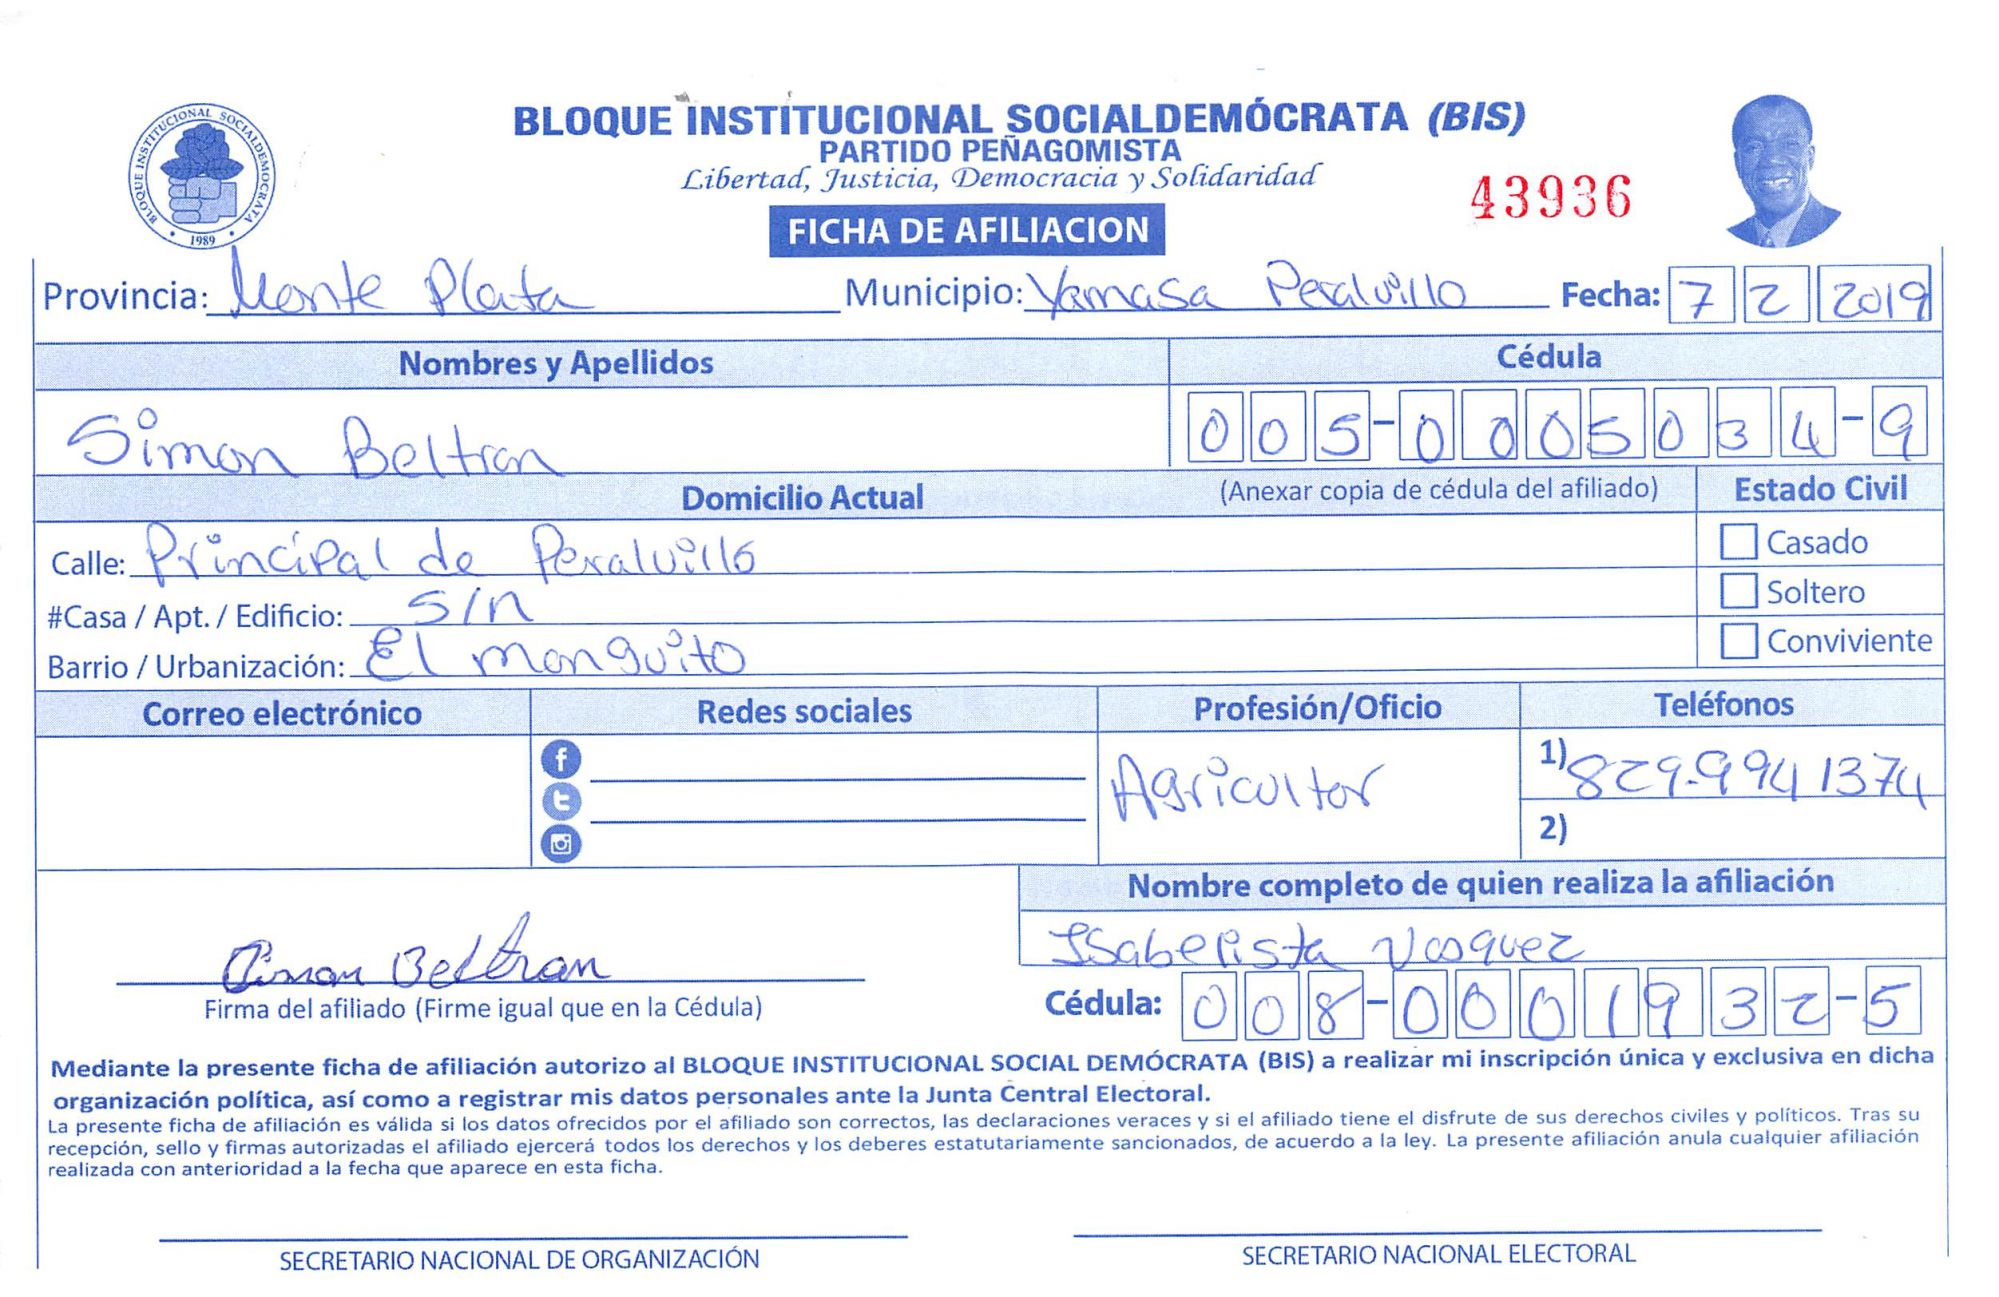 BLOQUE INSTITUCIONAL SOCIALDEMÓCRATA (BIS)
PARTIDO PEÑAGOMISTA
Libertad, Justicia, Democracia y Solidaridad
BLOQUE INSTITUCIONAL SOCIALDEMOCRATA
1989
43936
FICHA DE AFILIACION
Provincia: Monte Plata Municipio: Yamasa Peralvillo Fecha: 7 2 2019
Nombres y Apellidos Cédula
Simon Beltran 005-0005034-9
Domicilio Actual (Anexar copia de cédula del afiliado) Estado Civil
Calle: Principal de Peralvillo Casado
#Casa / Apt. / Edificio: S/n Soltero
Barrio / Urbanización: El manguito Conviviente
Correo electrónico Redes sociales Profesión/Oficio Teléfonos
Agricultor 1) 829-994 1374
2)
Nombre completo de quien realiza la afiliación
Isabelista Vasquez
Simon Beltran
Firma del afiliado (Firme igual que en la Cédula) Cédula: 008-0001932-5
Mediante la presente ficha de afiliación autorizo al BLOQUE INSTITUCIONAL SOCIAL DEMÓCRATA (BIS) a realizar mi inscripción única y exclusiva en dicha
organización política, así como a registrar mis datos personales ante la Junta Central Electoral.
La presente ficha de afiliación es válida si los datos ofrecidos por el afiliado son correctos, las declaraciones veraces y si el afiliado tiene el disfrute de sus derechos civiles y políticos. Tras su
recepción, sello y firmas autorizadas el afiliado ejercerá todos los derechos y los deberes estatutariamente sancionados, de acuerdo a la ley. La presente afiliación anula cualquier afiliación
realizada con anterioridad a la fecha que aparece en esta ficha.
SECRETARIO NACIONAL DE ORGANIZACIÓN SECRETARIO NACIONAL ELECTORAL